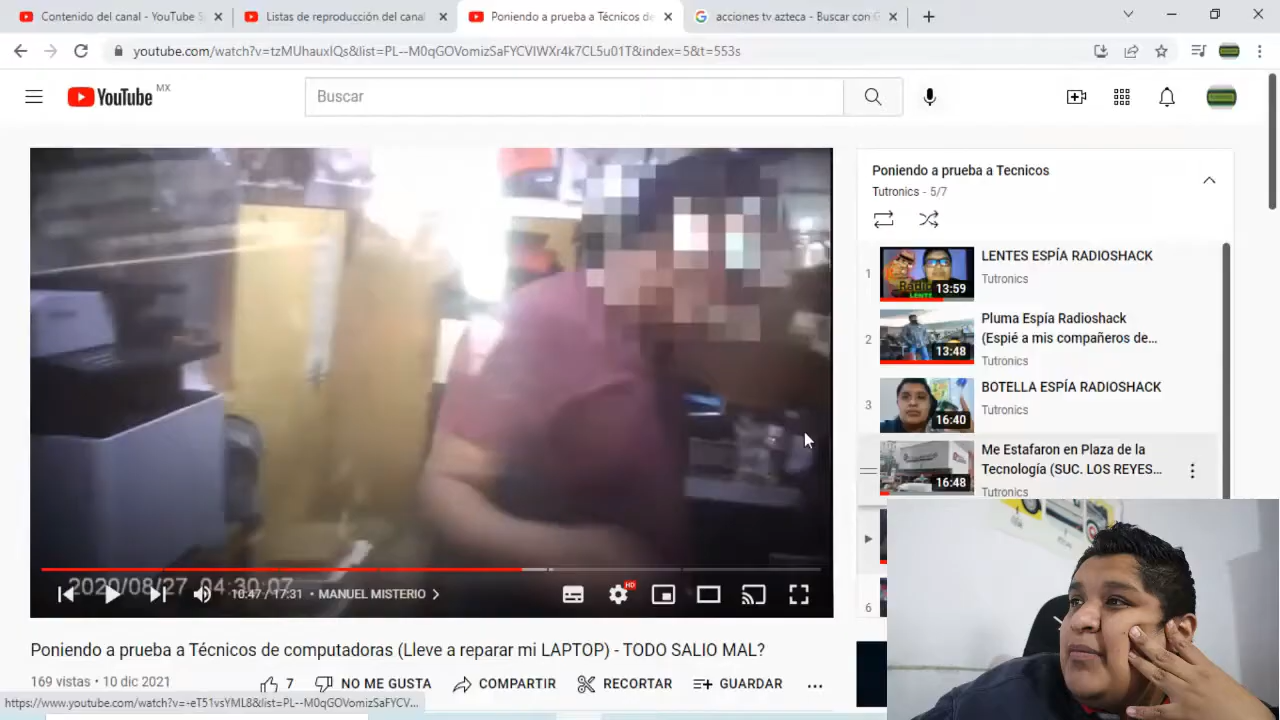 Contenido del canal - YouTube S
Listas de reproducción del canal
Poniendo a prueba a Técnicos de
acciones tv azteca - Buscar con G
youtube.com/watch?v=tzMUhauxIQs&list=PL--M0qGOVomizSaFYCVIWXr4k7CL5u01T&index=5&t=553s
YouTube MX
Buscar
Poniendo a prueba a Tecnicos
Tutronics - 5/7
1
LENTES ESPÍA RADIOSHACK
Tutronics
13:59
2
Pluma Espía Radioshack
(Espié a mis compañeros de...
Tutronics
13:48
3
BOTELLA ESPÍA RADIOSHACK
Tutronics
16:40
Me Estafaron en Plaza de la
Tecnología (SUC. LOS REYES...
Tutronics
16:48
6
2020/08/27 04:30:07
10:47 / 17:31 • MANUEL MISTERIO
HD
Poniendo a prueba a Técnicos de computadoras (Lleve a reparar mi LAPTOP) - TODO SALIO MAL?
169 vistas • 10 dic 2021
7
NO ME GUSTA
COMPARTIR
RECORTAR
GUARDAR
https://www.youtube.com/watch?v=-eT51vsYML8&list=PL--M0qGOVomizSaFYCV...